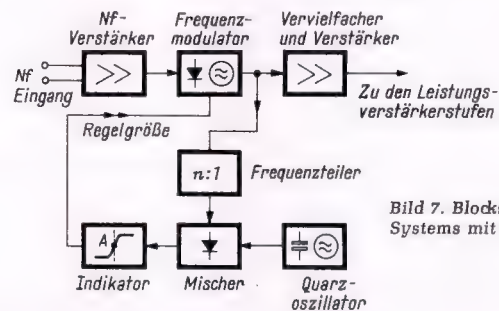 Nf-
Verstärker
Frequenz-
modulator
Vervielfacher
und Verstärker
Nf
Eingang
Zu den Leistungs-
verstärkerstufen
Regelgröße
n:1
Frequenzteiler
A
Indikator
Mischer
Quarz-
oszillator
Bild 7. Blocks
Systems mit